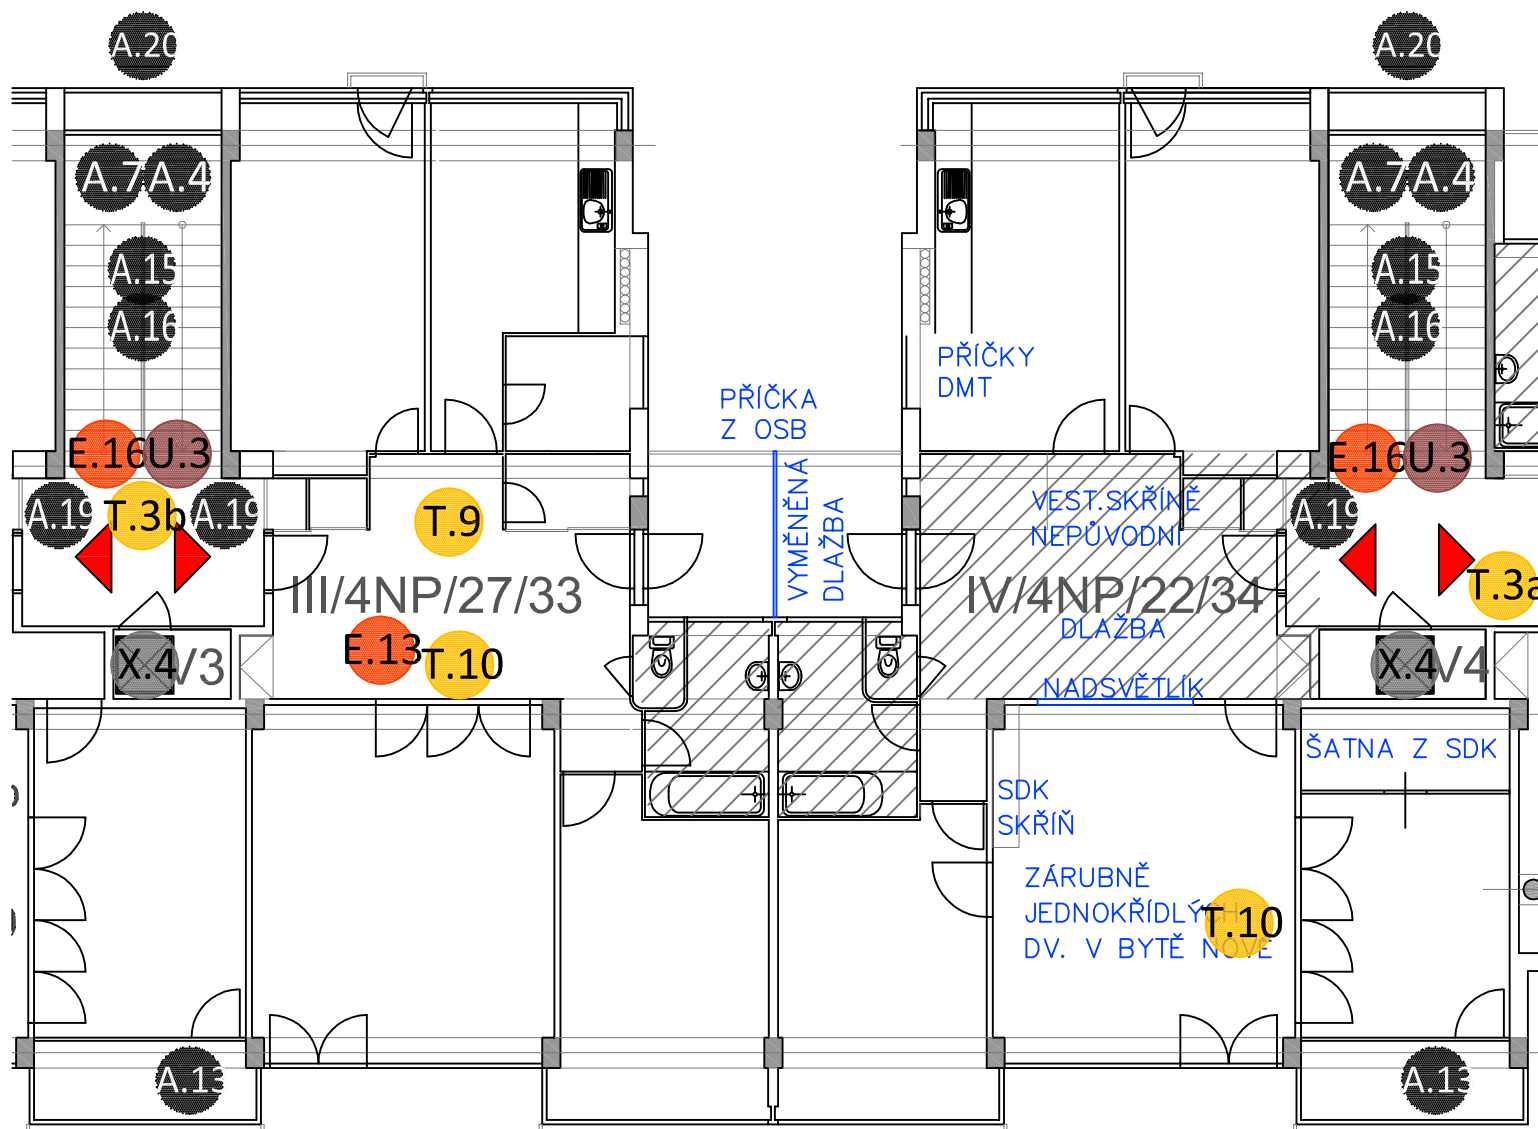 A.20
A.20
A.7
A.4
A.7
A.4
A.15
A.15
A.16
A.16
PŘÍČKY
DMT
PŘÍČKA
Z OSB
E.16
U.3
E.16
U.3
A.19
T.3b
A.19
T.9
VYMĚNĚNÁ
DLAŽBA
VEST.SKŘÍNĚ
NEPŮVODNÍ
A.19
III/4NP/27/33
IV/4NP/22/34
T.3a
DLAŽBA
E.13
T.10
X.4
V3
X.4
V4
NADSVĚTLÍK
ŠATNA Z SDK
SDK
SKŘÍŇ
ZÁRUBNĚ
JEDNOKŘÍDLÝCH
DV. V BYTĚ NOVÉ
T.10
A.13
A.13